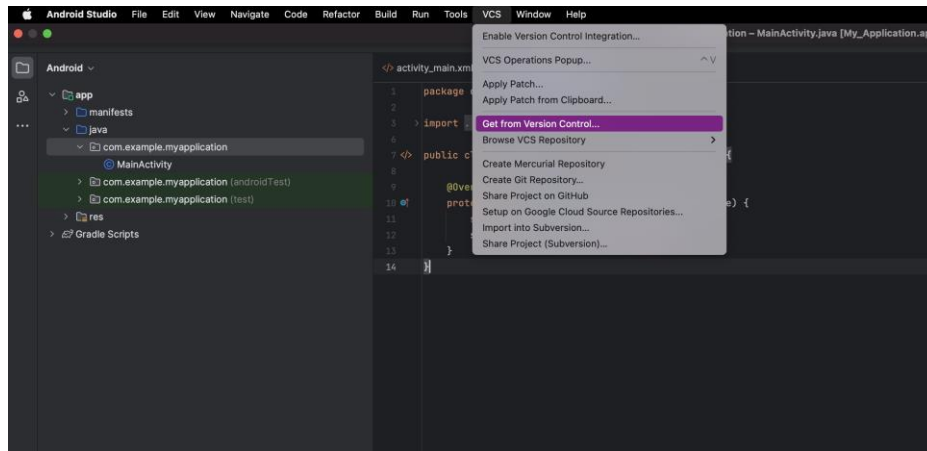 Android Studio File Edit View Navigate Code Refactor Build Run Tools VCS Window Help
tion – MainActivity.java [My_Application.ap
Android
app
manifests
java
com.example.myapplication
MainActivity
com.example.myapplication (androidTest)
com.example.myapplication (test)
res
Gradle Scripts
</> activity_main.xml
1 package
2
3 import
6
7 </> public cl {
8
9 @Over
10 prote e) {
11
12
13 }
14 }
Enable Version Control Integration...
VCS Operations Popup... ^V
Apply Patch...
Apply Patch from Clipboard...
Get from Version Control...
Browse VCS Repository >
Create Mercurial Repository
Create Git Repository...
Share Project on GitHub
Setup on Google Cloud Source Repositories...
Import into Subversion...
Share Project (Subversion)...